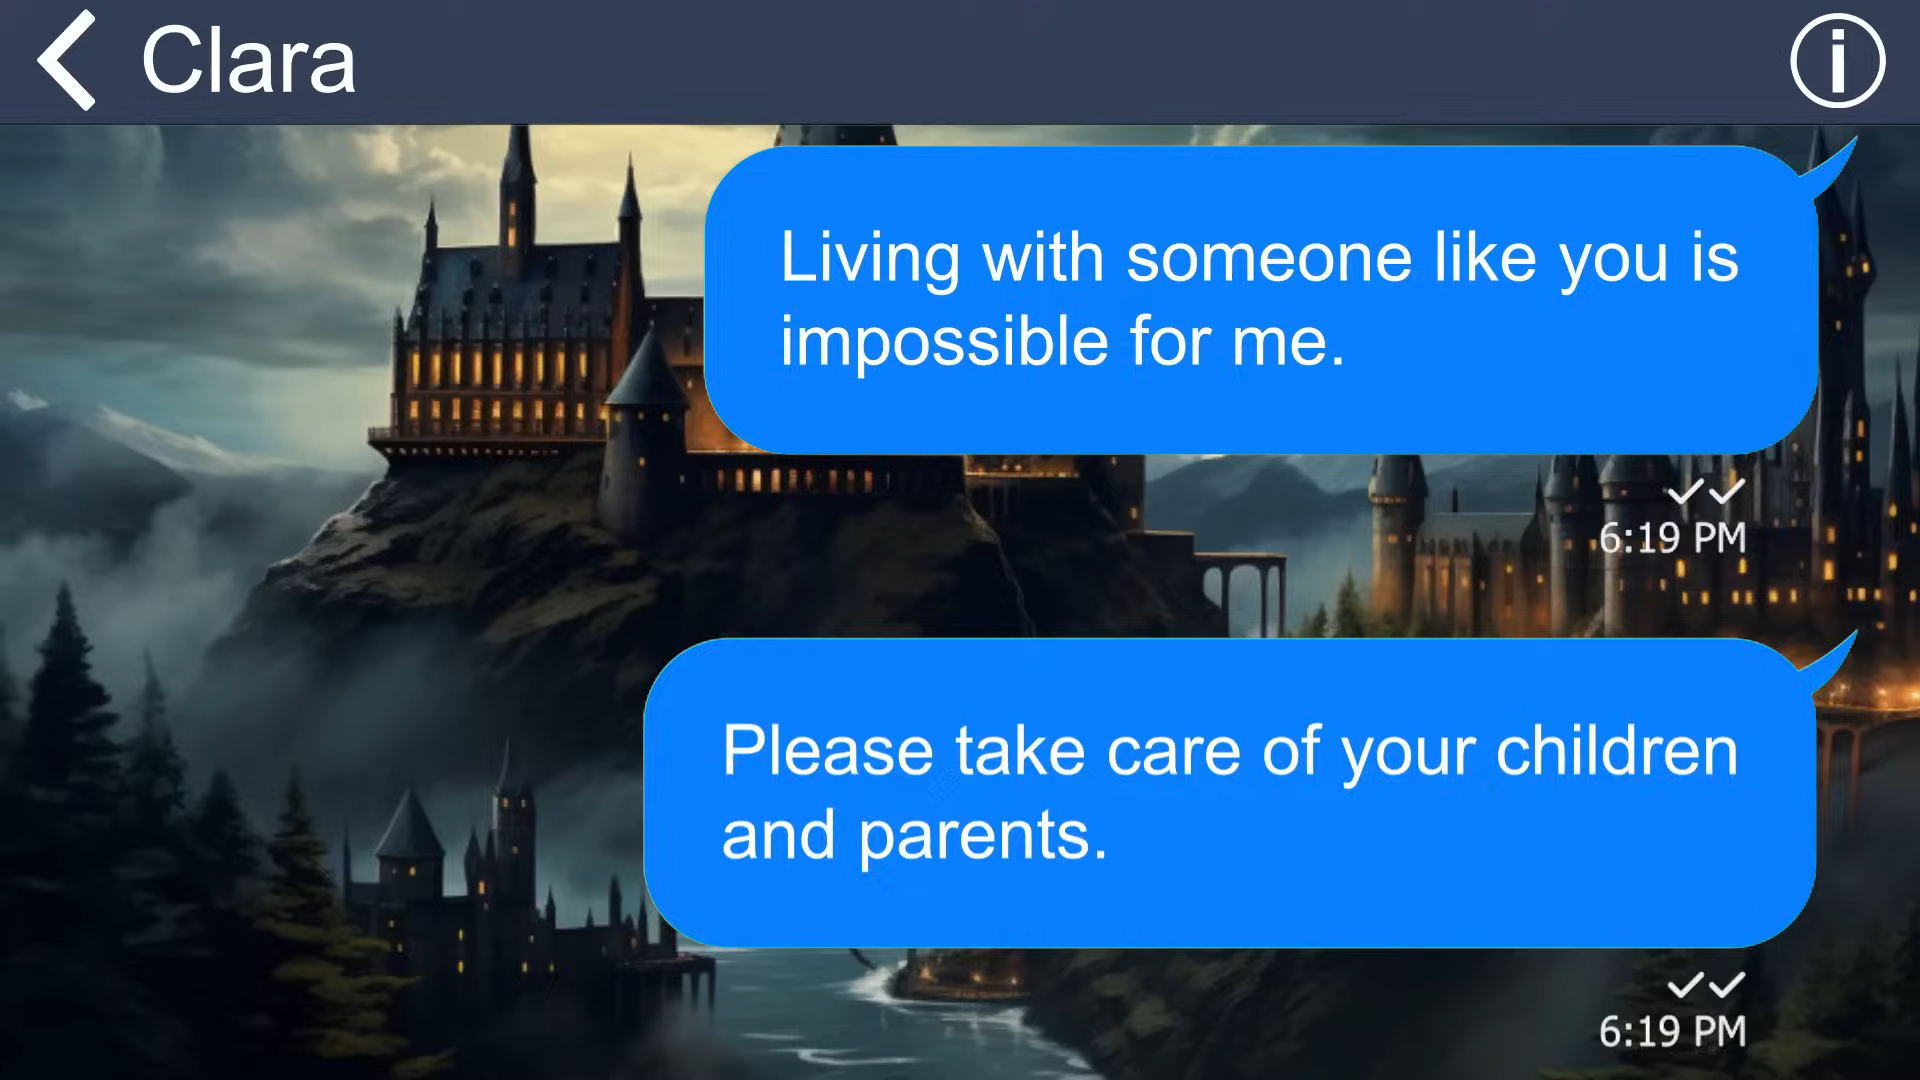 Clara
Living with someone like you is
impossible for me.
6:19 PM
Please take care of your children
and parents.
6:19 PM